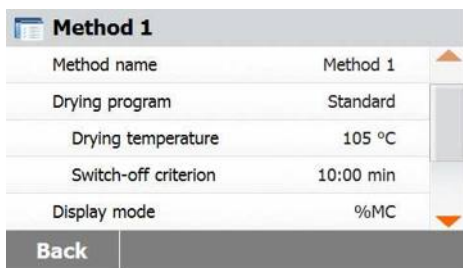 Method 1
Method name Method 1
Drying program Standard
Drying temperature 105 °C
Switch-off criterion 10:00 min
Display mode %MC
Back